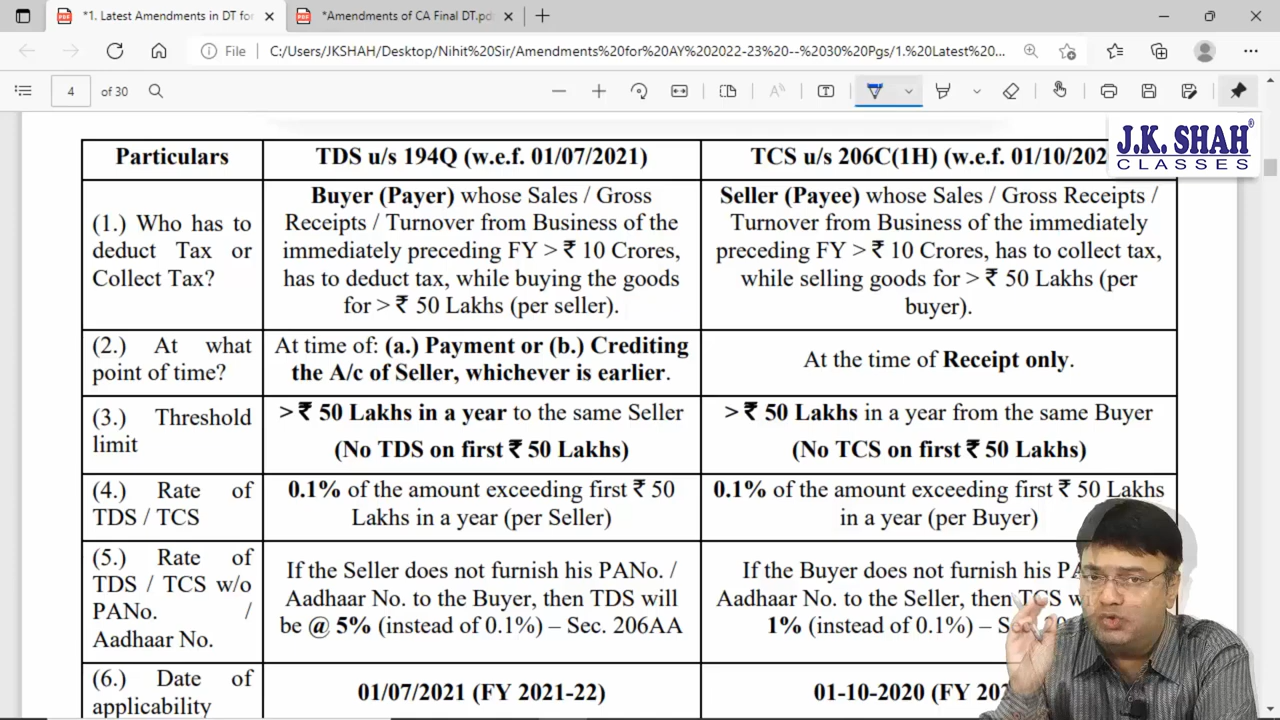 *1. Latest Amendments in DT for
*Amendments of CA Final DT.pd
File
C:/Users/JKSHAH/Desktop/Nihit%20Sir/Amendments%20for%20AY%202022-23%20--%2030%20Pgs/1.%20Latest%20...
4 of 30
J.K. SHAH®
CLASSES
Particulars
TDS u/s 194Q (w.e.f. 01/07/2021)
TCS u/s 206C(1H) (w.e.f. 01/10/202
(1.) Who has to
deduct Tax or
Collect Tax?
Buyer (Payer) whose Sales / Gross
Receipts / Turnover from Business of the
immediately preceding FY > ₹ 10 Crores,
has to deduct tax, while buying the goods
for > ₹ 50 Lakhs (per seller).
Seller (Payee) whose Sales / Gross Receipts /
Turnover from Business of the immediately
preceding FY > ₹ 10 Crores, has to collect tax,
while selling goods for > ₹ 50 Lakhs (per
buyer).
(2.) At what
point of time?
At time of: (a.) Payment or (b.) Crediting
the A/c of Seller, whichever is earlier.
At the time of Receipt only.
(3.) Threshold
limit
> ₹ 50 Lakhs in a year to the same Seller
(No TDS on first ₹ 50 Lakhs)
> ₹ 50 Lakhs in a year from the same Buyer
(No TCS on first ₹ 50 Lakhs)
(4.) Rate of
TDS / TCS
0.1% of the amount exceeding first ₹ 50
Lakhs in a year (per Seller)
0.1% of the amount exceeding first ₹ 50 Lakhs
in a year (per Buyer)
(5.) Rate of
TDS / TCS w/o
PANo. /
Aadhaar No.
If the Seller does not furnish his PANo. /
Aadhaar No. to the Buyer, then TDS will
be @ 5% (instead of 0.1%) – Sec. 206AA
If the Buyer does not furnish his
Aadhaar No. to the Seller, then TCS
1% (instead of 0.1%) –
(6.) Date of
applicability
01/07/2021 (FY 2021-22)
01-10-2020 (FY